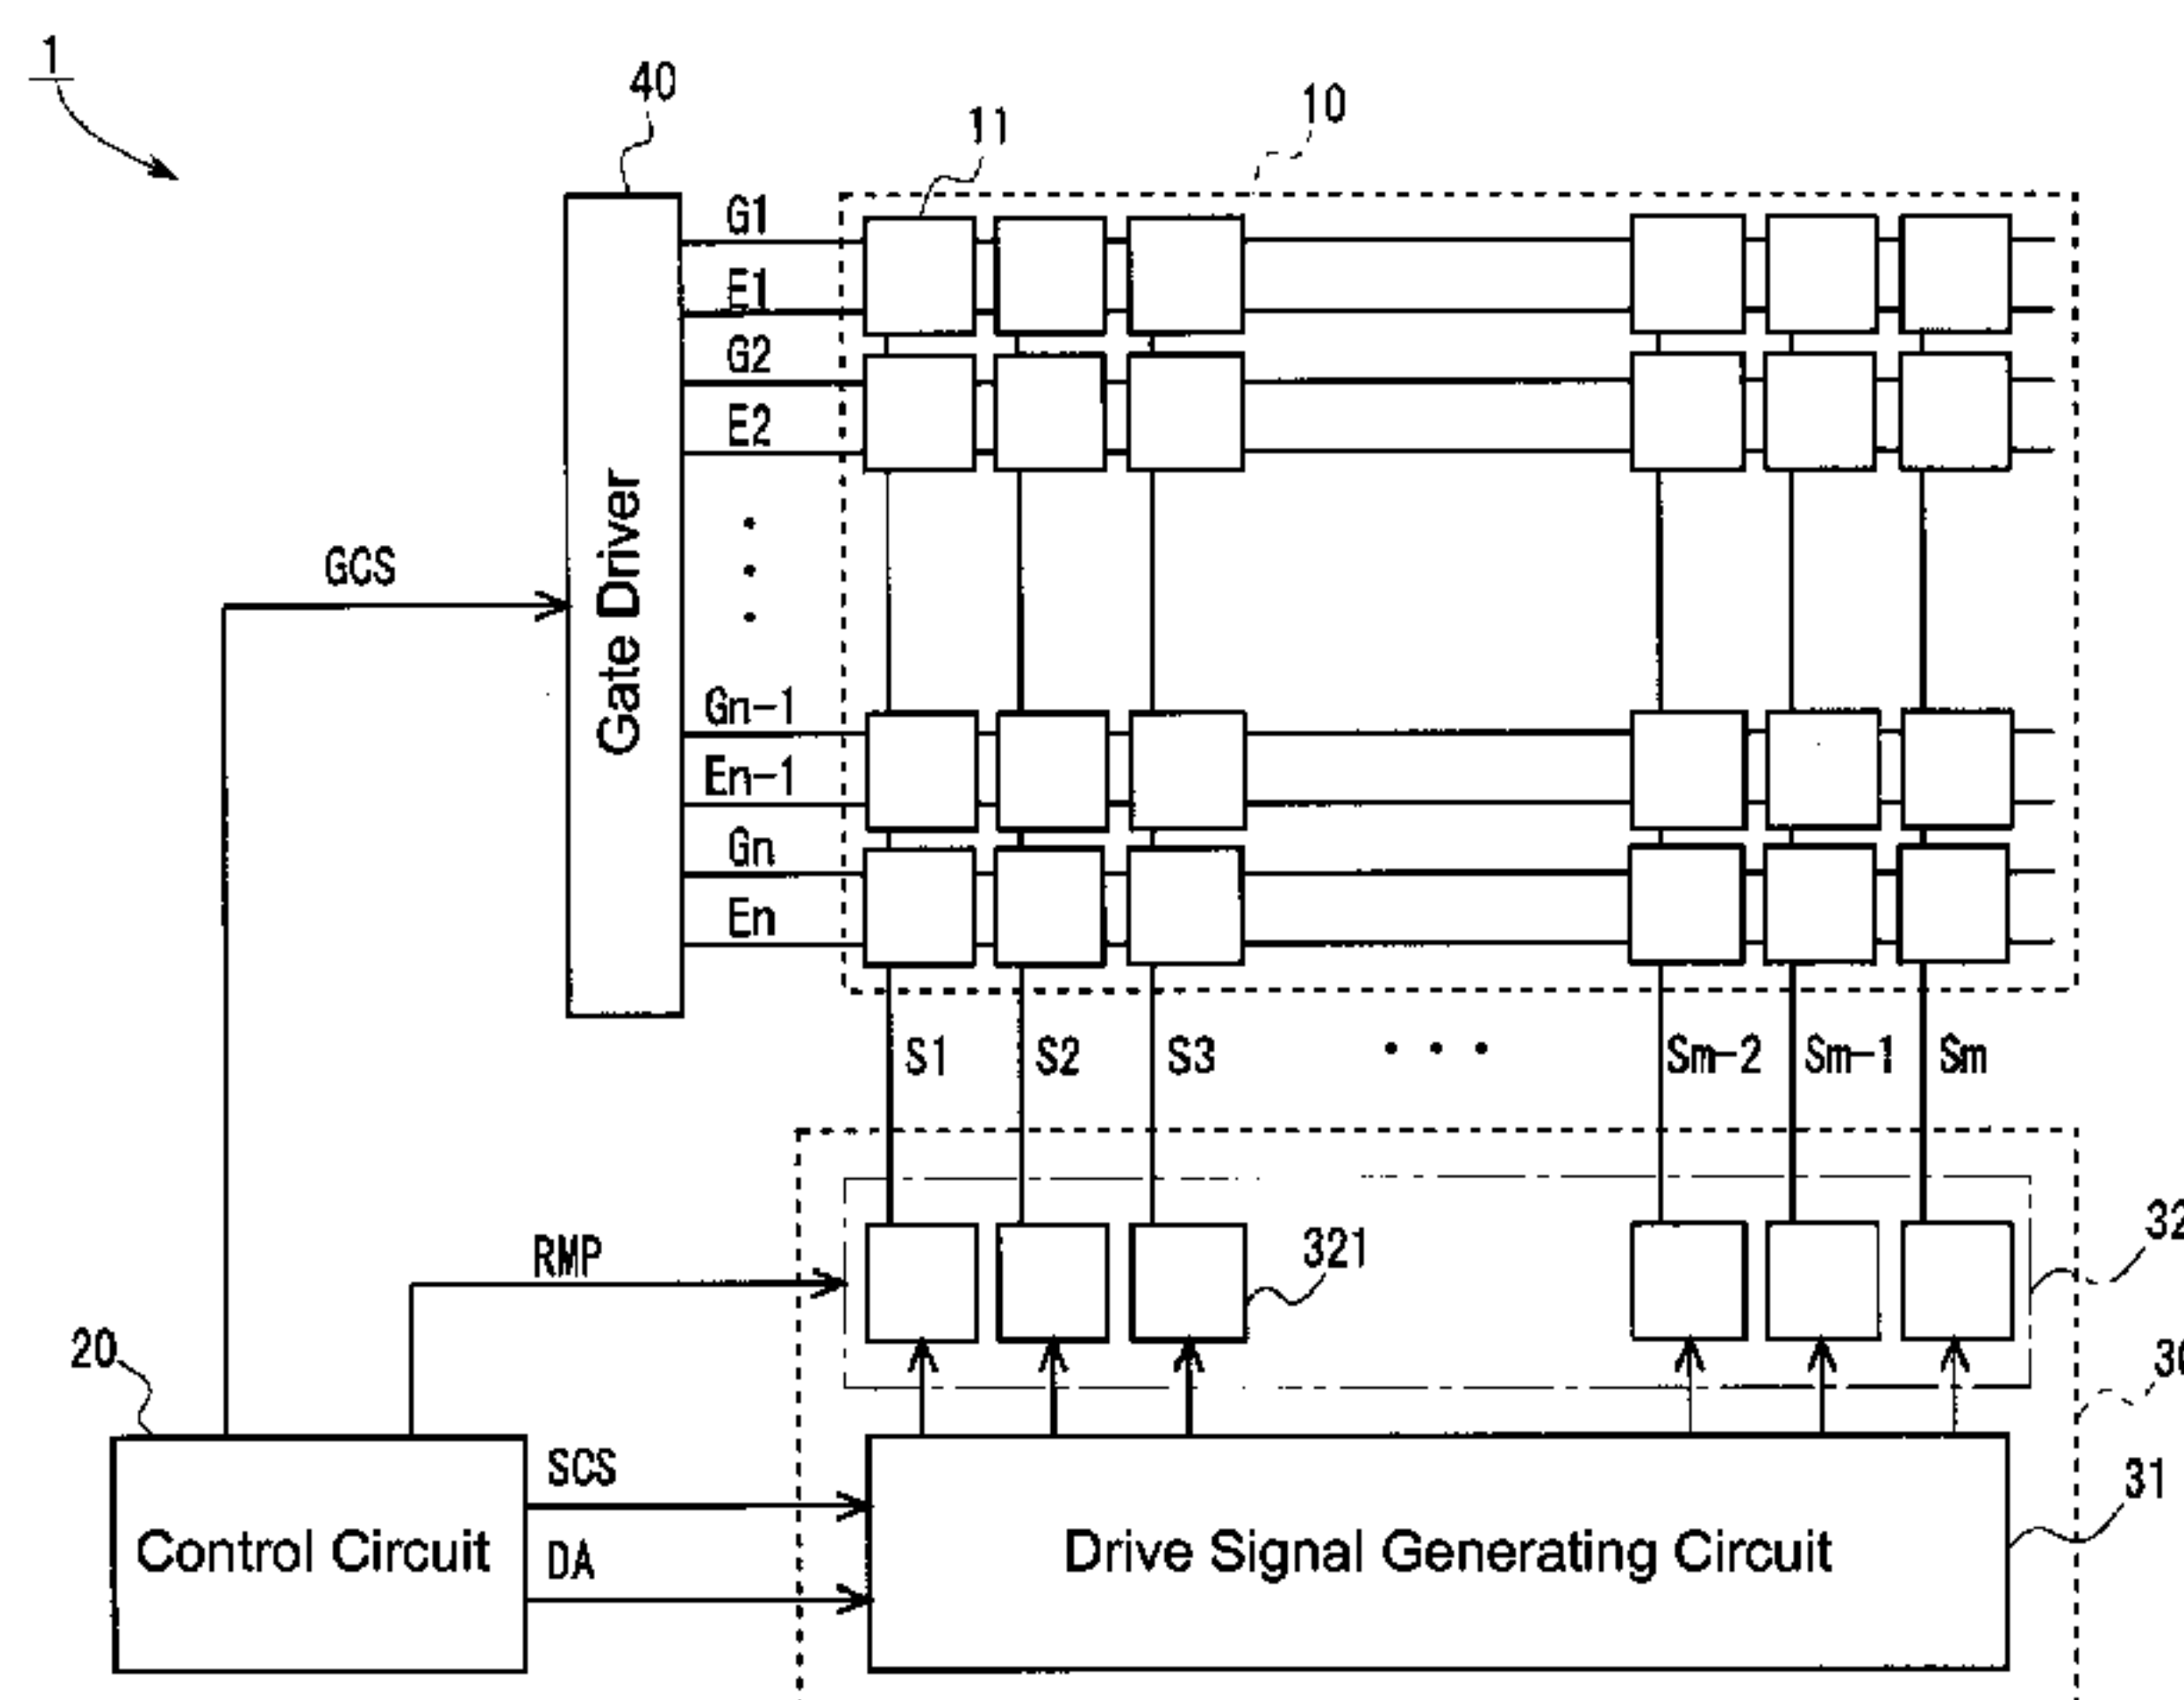 1
40
11
10
G1
E1
G2
E2
GCS
Gate Driver
Gn-1
En-1
Gn
En
S1 S2 S3 Sm-2 Sm-1 Sm
RMP
321
32
20
SCS
31
Control Circuit
DA
Drive Signal Generating Circuit